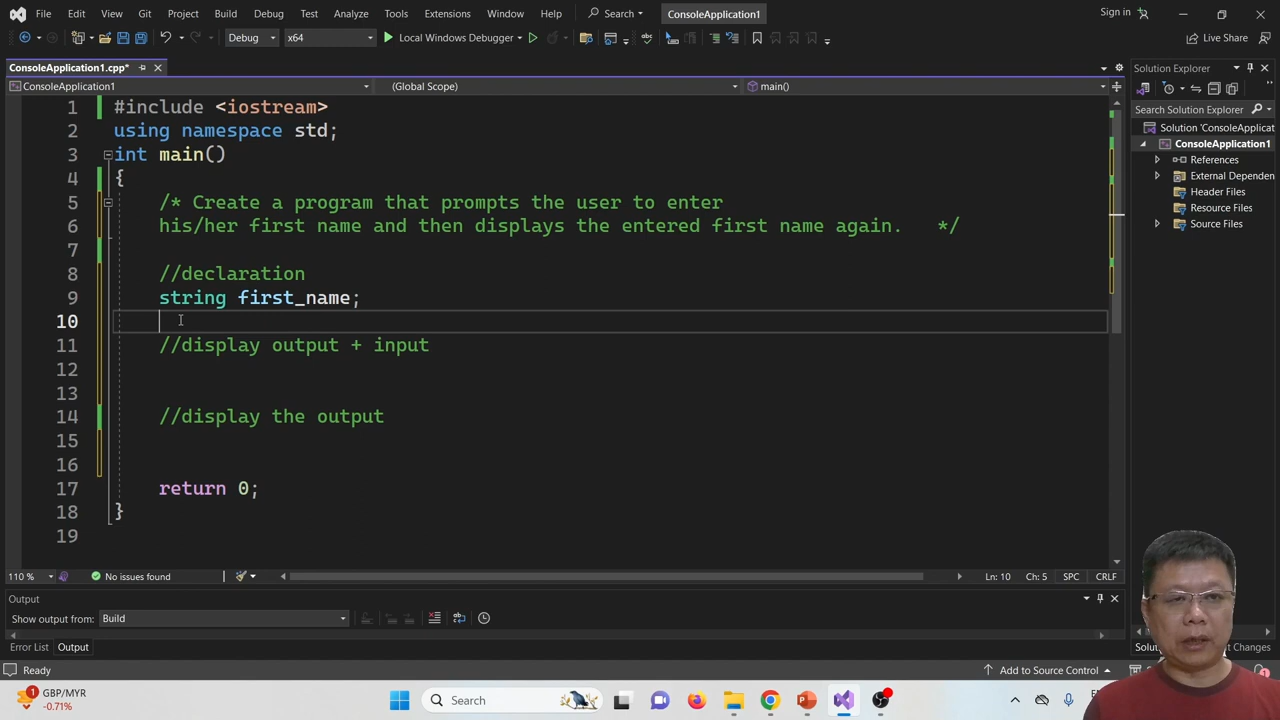 File Edit View Git Project Build Debug Test Analyze Tools Extensions Window Help Search ConsoleApplication1 Sign in
Debug x64 Local Windows Debugger Live Share
ConsoleApplication1.cpp*
ConsoleApplication1 (Global Scope) main()
1 #include <iostream>
2 using namespace std;
3 int main()
4 {
5 /* Create a program that prompts the user to enter
6 his/her first name and then displays the entered first name again. */
7
8 //declaration
9 string first_name;
10
11 //display output + input
12
13
14 //display the output
15
16
17 return 0;
18 }
19
110 % No issues found Ln: 10 Ch: 5 SPC CRLF
Output
Show output from: Build
Error List Output
Ready Add to Source Control
Solution Explorer
Search Solution Explorer
Solution 'ConsoleApplicat
ConsoleApplication1
References
External Dependen
Header Files
Resource Files
Source Files
Changes
1 GBP/MYR
-0.71%
Search